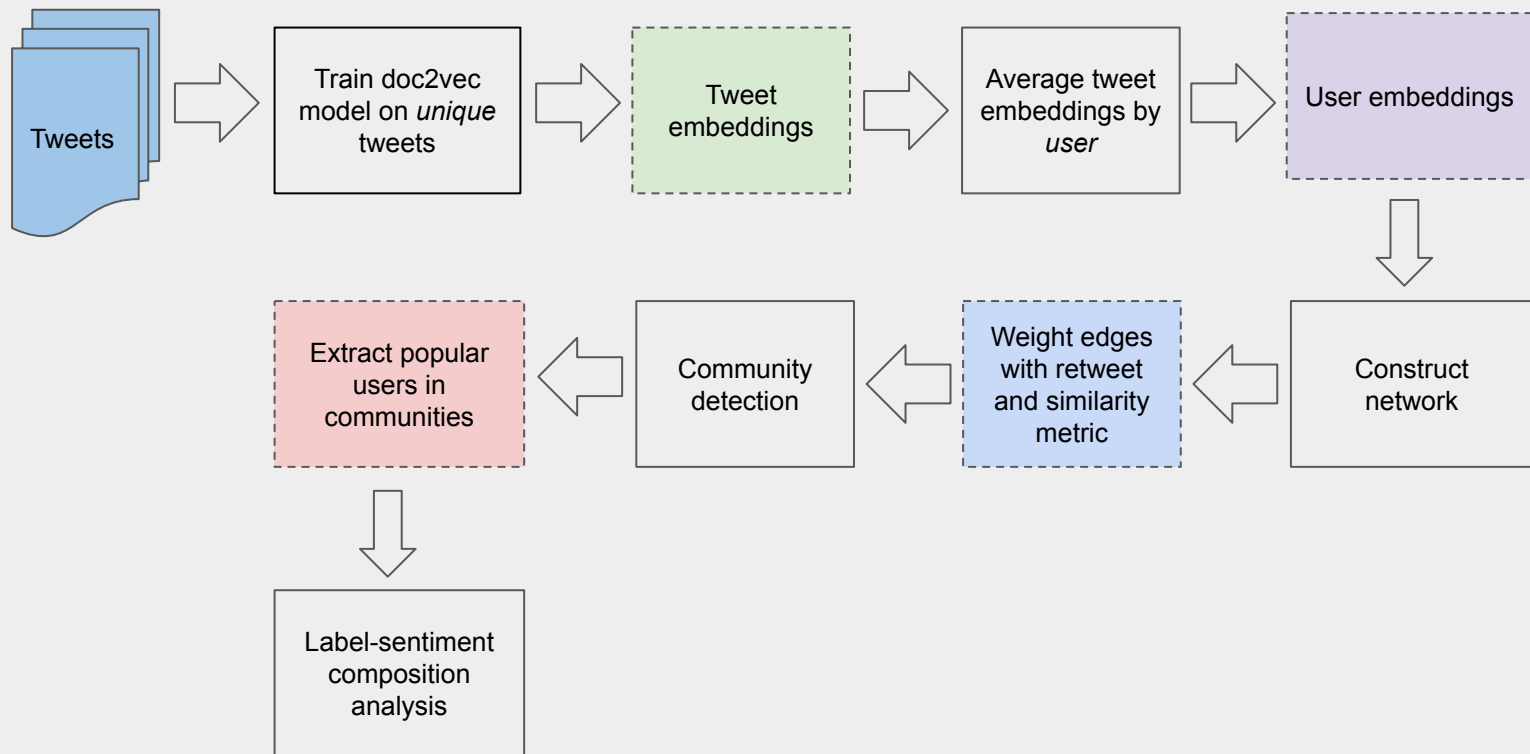 Tweets
Train doc2vec
model on unique
tweets
Tweet
embeddings
Average tweet
embeddings by
user
User embeddings
Extract popular
users in
communities
Community
detection
Weight edges
with retweet
and similarity
metric
Construct
network
Label-sentiment
composition
analysis